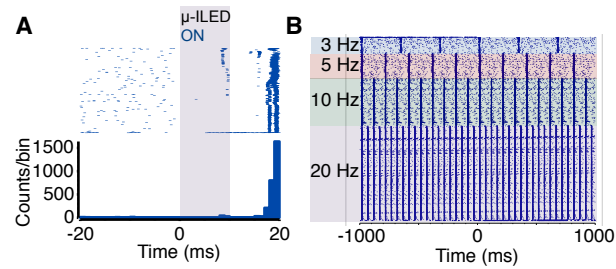 A
µ-ILED
ON
Counts/bin
1500
1000
500
0
-20
0
20
Time (ms)
B
3 Hz
5 Hz
10 Hz
20 Hz
-1000
0
1000
Time (ms)